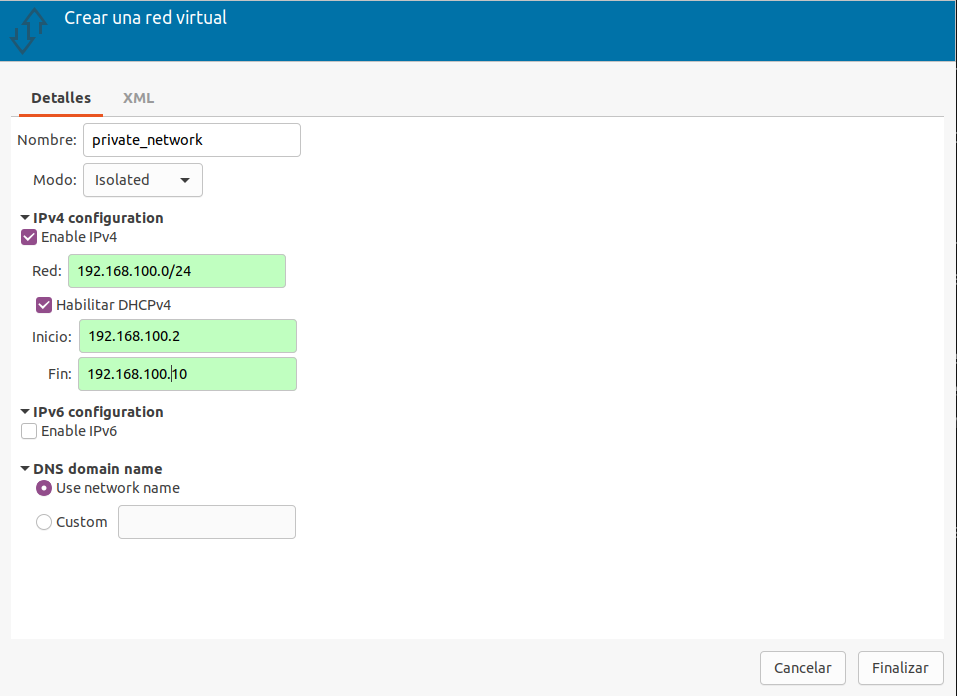 Crear una red virtual
Detalles XML
Nombre: private_network
Modo: Isolated
IPv4 configuration
Enable IPv4
Red: 192.168.100.0/24
Habilitar DHCPv4
Inicio: 192.168.100.2
Fin: 192.168.100.10
IPv6 configuration
Enable IPv6
DNS domain name
Use network name
Custom
Cancelar Finalizar